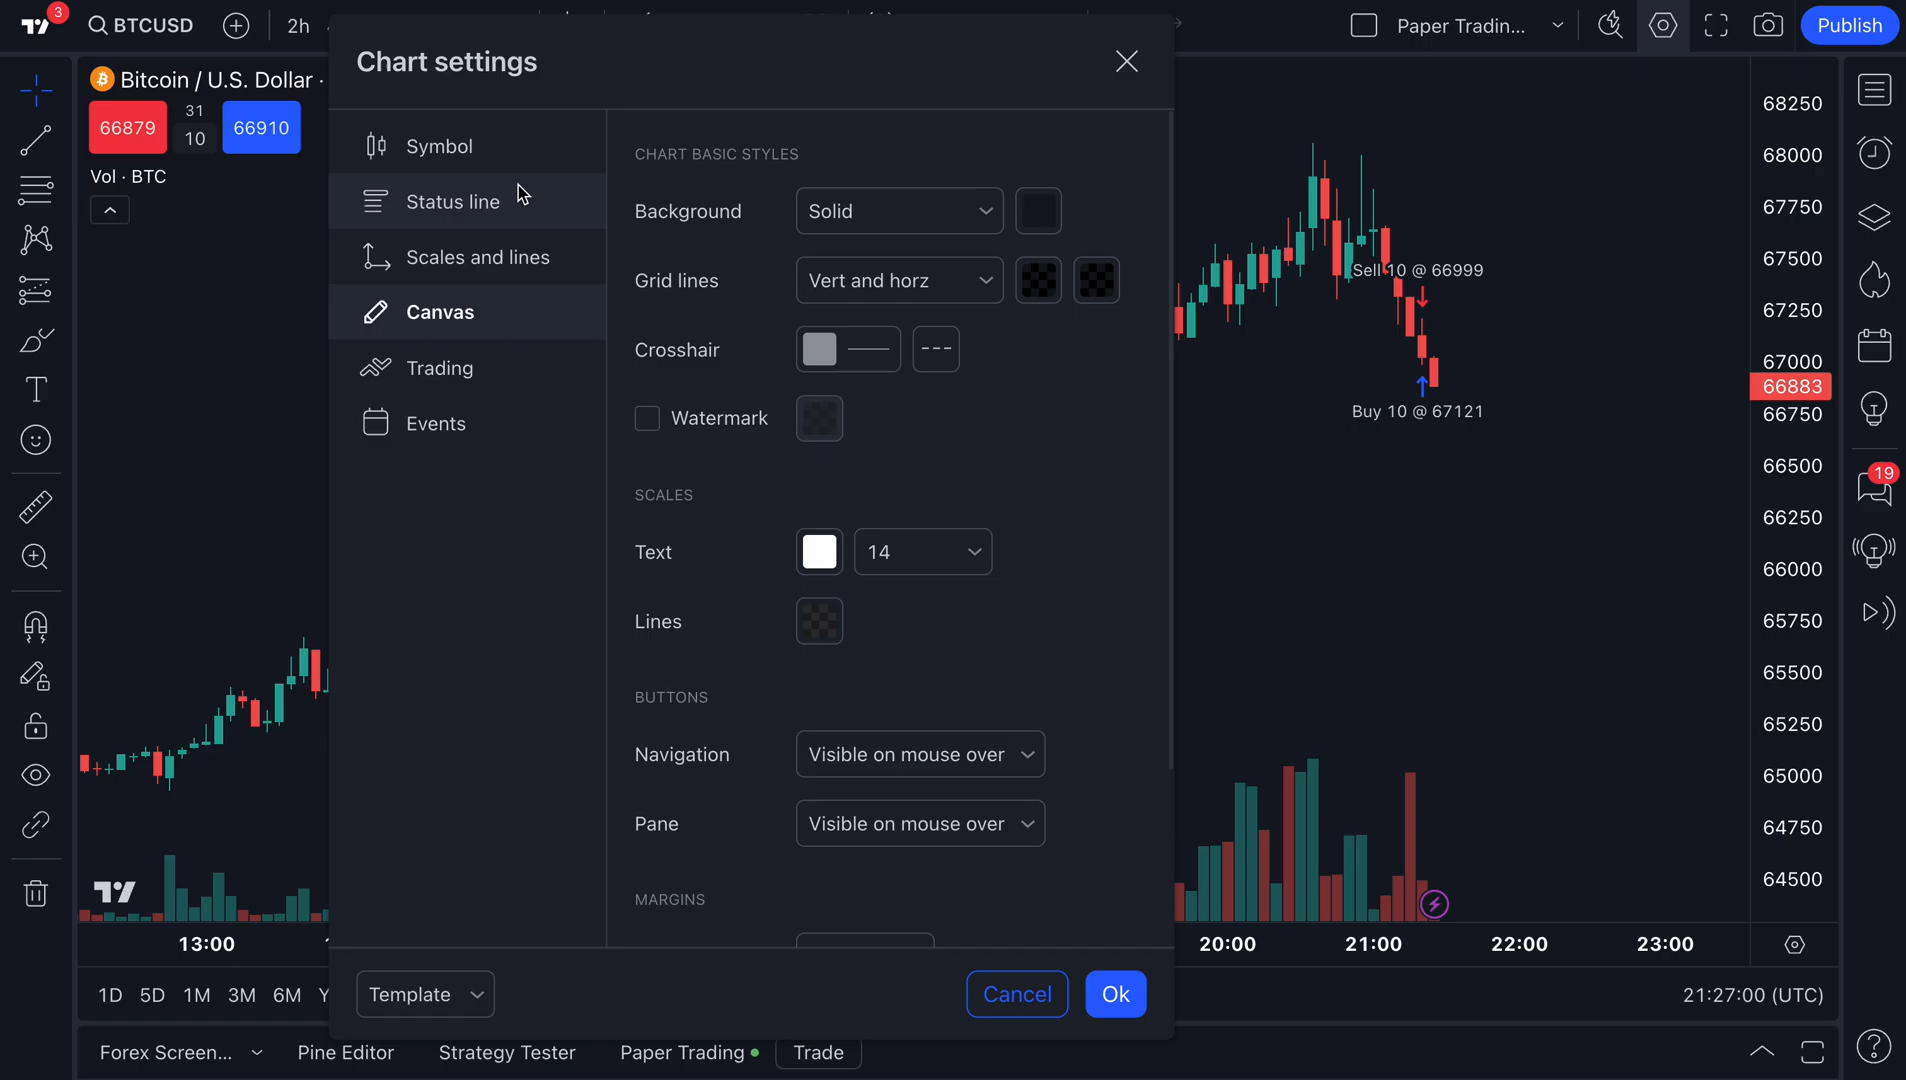 3
BTCUSD
2h
Paper Tradin...
Publish
Bitcoin / U.S. Dollar ·
66879
31
10
66910
Vol · BTC
Chart settings
Symbol
Status line
Scales and lines
Canvas
Trading
Events
CHART BASIC STYLES
Background
Solid
Grid lines
Vert and horz
Crosshair
Watermark
SCALES
Text
14
Lines
BUTTONS
Navigation
Visible on mouse over
Pane
Visible on mouse over
MARGINS
Template
Cancel
Ok
Sell 10 @ 66999
Buy 10 @ 67121
68250
68000
67750
67500
67250
67000
66883
66750
66500
66250
66000
65750
65500
65250
65000
64750
64500
19
13:00
20:00
21:00
22:00
23:00
1D
5D
1M
3M
6M
21:27:00 (UTC)
Forex Screen...
Pine Editor
Strategy Tester
Paper Trading
Trade